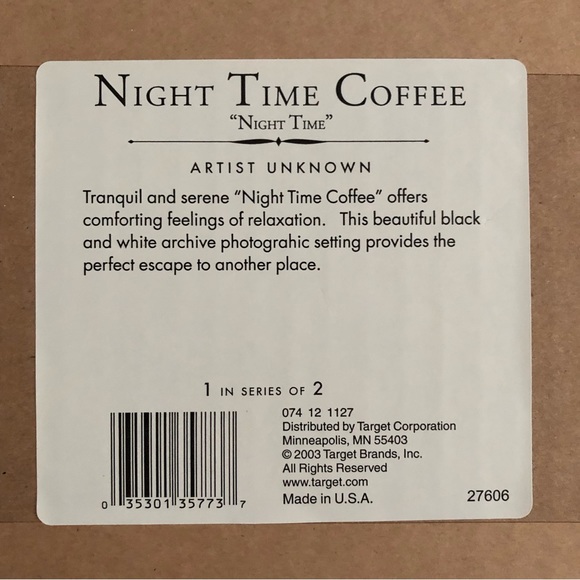 NIGHT TIME COFFEE
"NIGHT TIME"
ARTIST UNKNOWN
Tranquil and serene "Night Time Coffee" offers
comforting feelings of relaxation. This beautiful black
and white archive photograhic setting provides the
perfect escape to another place.
1 IN SERIES OF 2
074 12 1127
Distributed by Target Corporation
Minneapolis, MN 55403
© 2003 Target Brands, Inc.
All Rights Reserved
www.target.com
Made in U.S.A.
0 35301 35773 7
27606